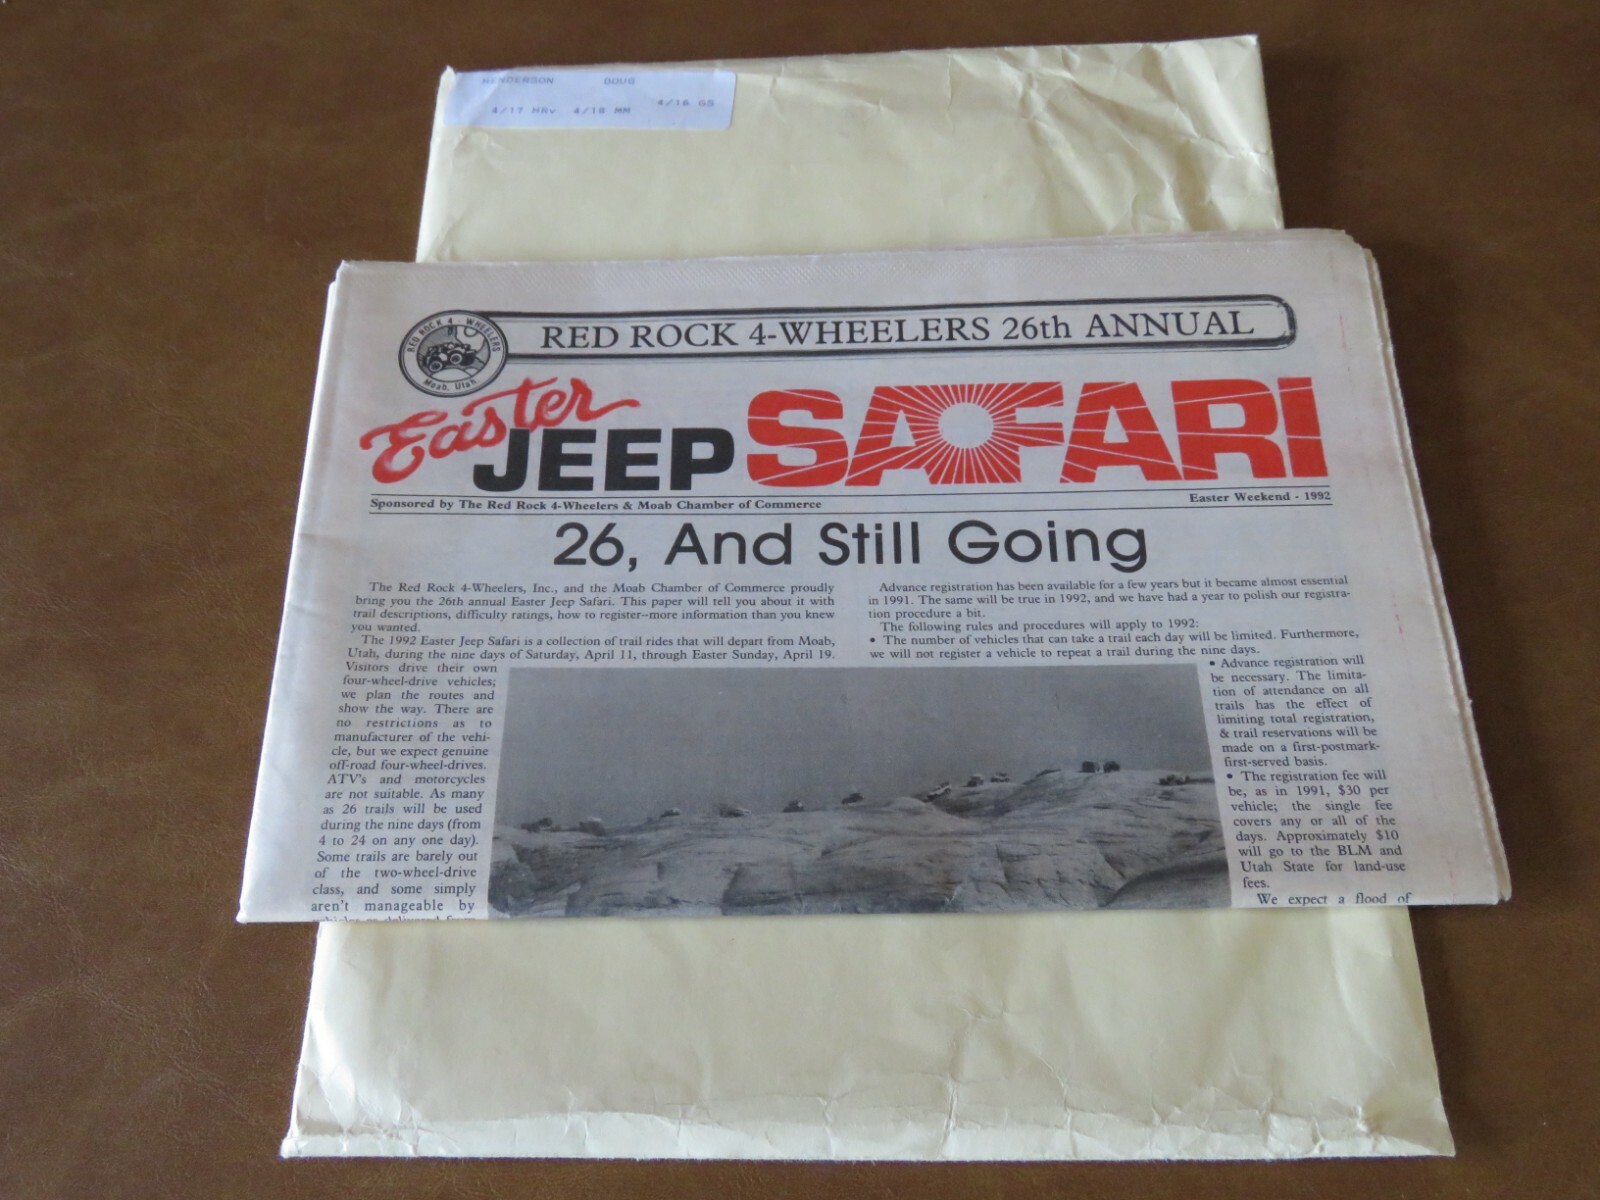 HENDERSON DOUG
4/17 HRv 4/18 MM 4/16 GS
RED ROCK 4-WHEELERS 26th ANNUAL
RED ROCK 4-WHEELERS
Moab, Utah
Easter
JEEP SAFARI
Sponsored by The Red Rock 4-Wheelers & Moab Chamber of Commerce
Easter Weekend - 1992
26, And Still Going
The Red Rock 4-Wheelers, Inc., and the Moab Chamber of Commerce proudly
bring you the 26th annual Easter Jeep Safari. This paper will tell you about it with
trail descriptions, difficulty ratings, how to register--more information than you knew
you wanted.
The 1992 Easter Jeep Safari is a collection of trail rides that will depart from Moab,
Utah, during the nine days of Saturday, April 11, through Easter Sunday, April 19.
Visitors drive their own
four-wheel-drive vehicles;
we plan the routes and
show the way. There are
no restrictions as to
manufacturer of the vehi-
cle, but we expect genuine
off-road four-wheel-drives.
ATV's and motorcycles
are not suitable. As many
as 26 trails will be used
during the nine days (from
4 to 24 on any one day).
Some trails are barely out
of the two-wheel-drive
class, and some simply
aren't manageable by
Advance registration has been available for a few years but it became almost essential
in 1991. The same will be true in 1992, and we have had a year to polish our registra-
tion procedure a bit.
The following rules and procedures will apply to 1992:
• The number of vehicles that can take a trail each day will be limited. Furthermore,
we will not register a vehicle to repeat a trail during the nine days.
• Advance registration will
be necessary. The limita-
tion of attendance on all
trails has the effect of
limiting total registration,
& trail reservations will be
made on a first-postmark-
first-served basis.
• The registration fee will
be, as in 1991, $30 per
vehicle; the single fee
covers any or all of the
days. Approximately $10
will go to the BLM and
Utah State for land-use
fees.
We expect a flood of